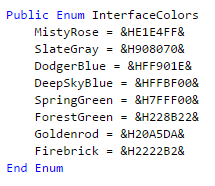 Public Enum InterfaceColors
MistyRose = &HE1E4FF&
SlateGray = &H908070&
DodgerBlue = &HFF901E&
DeepSkyBlue = &HFFBF00&
SpringGreen = &H7FFF00&
ForestGreen = &H228B22&
Goldenrod = &H20A5DA&
Firebrick = &H2222B2&
End Enum